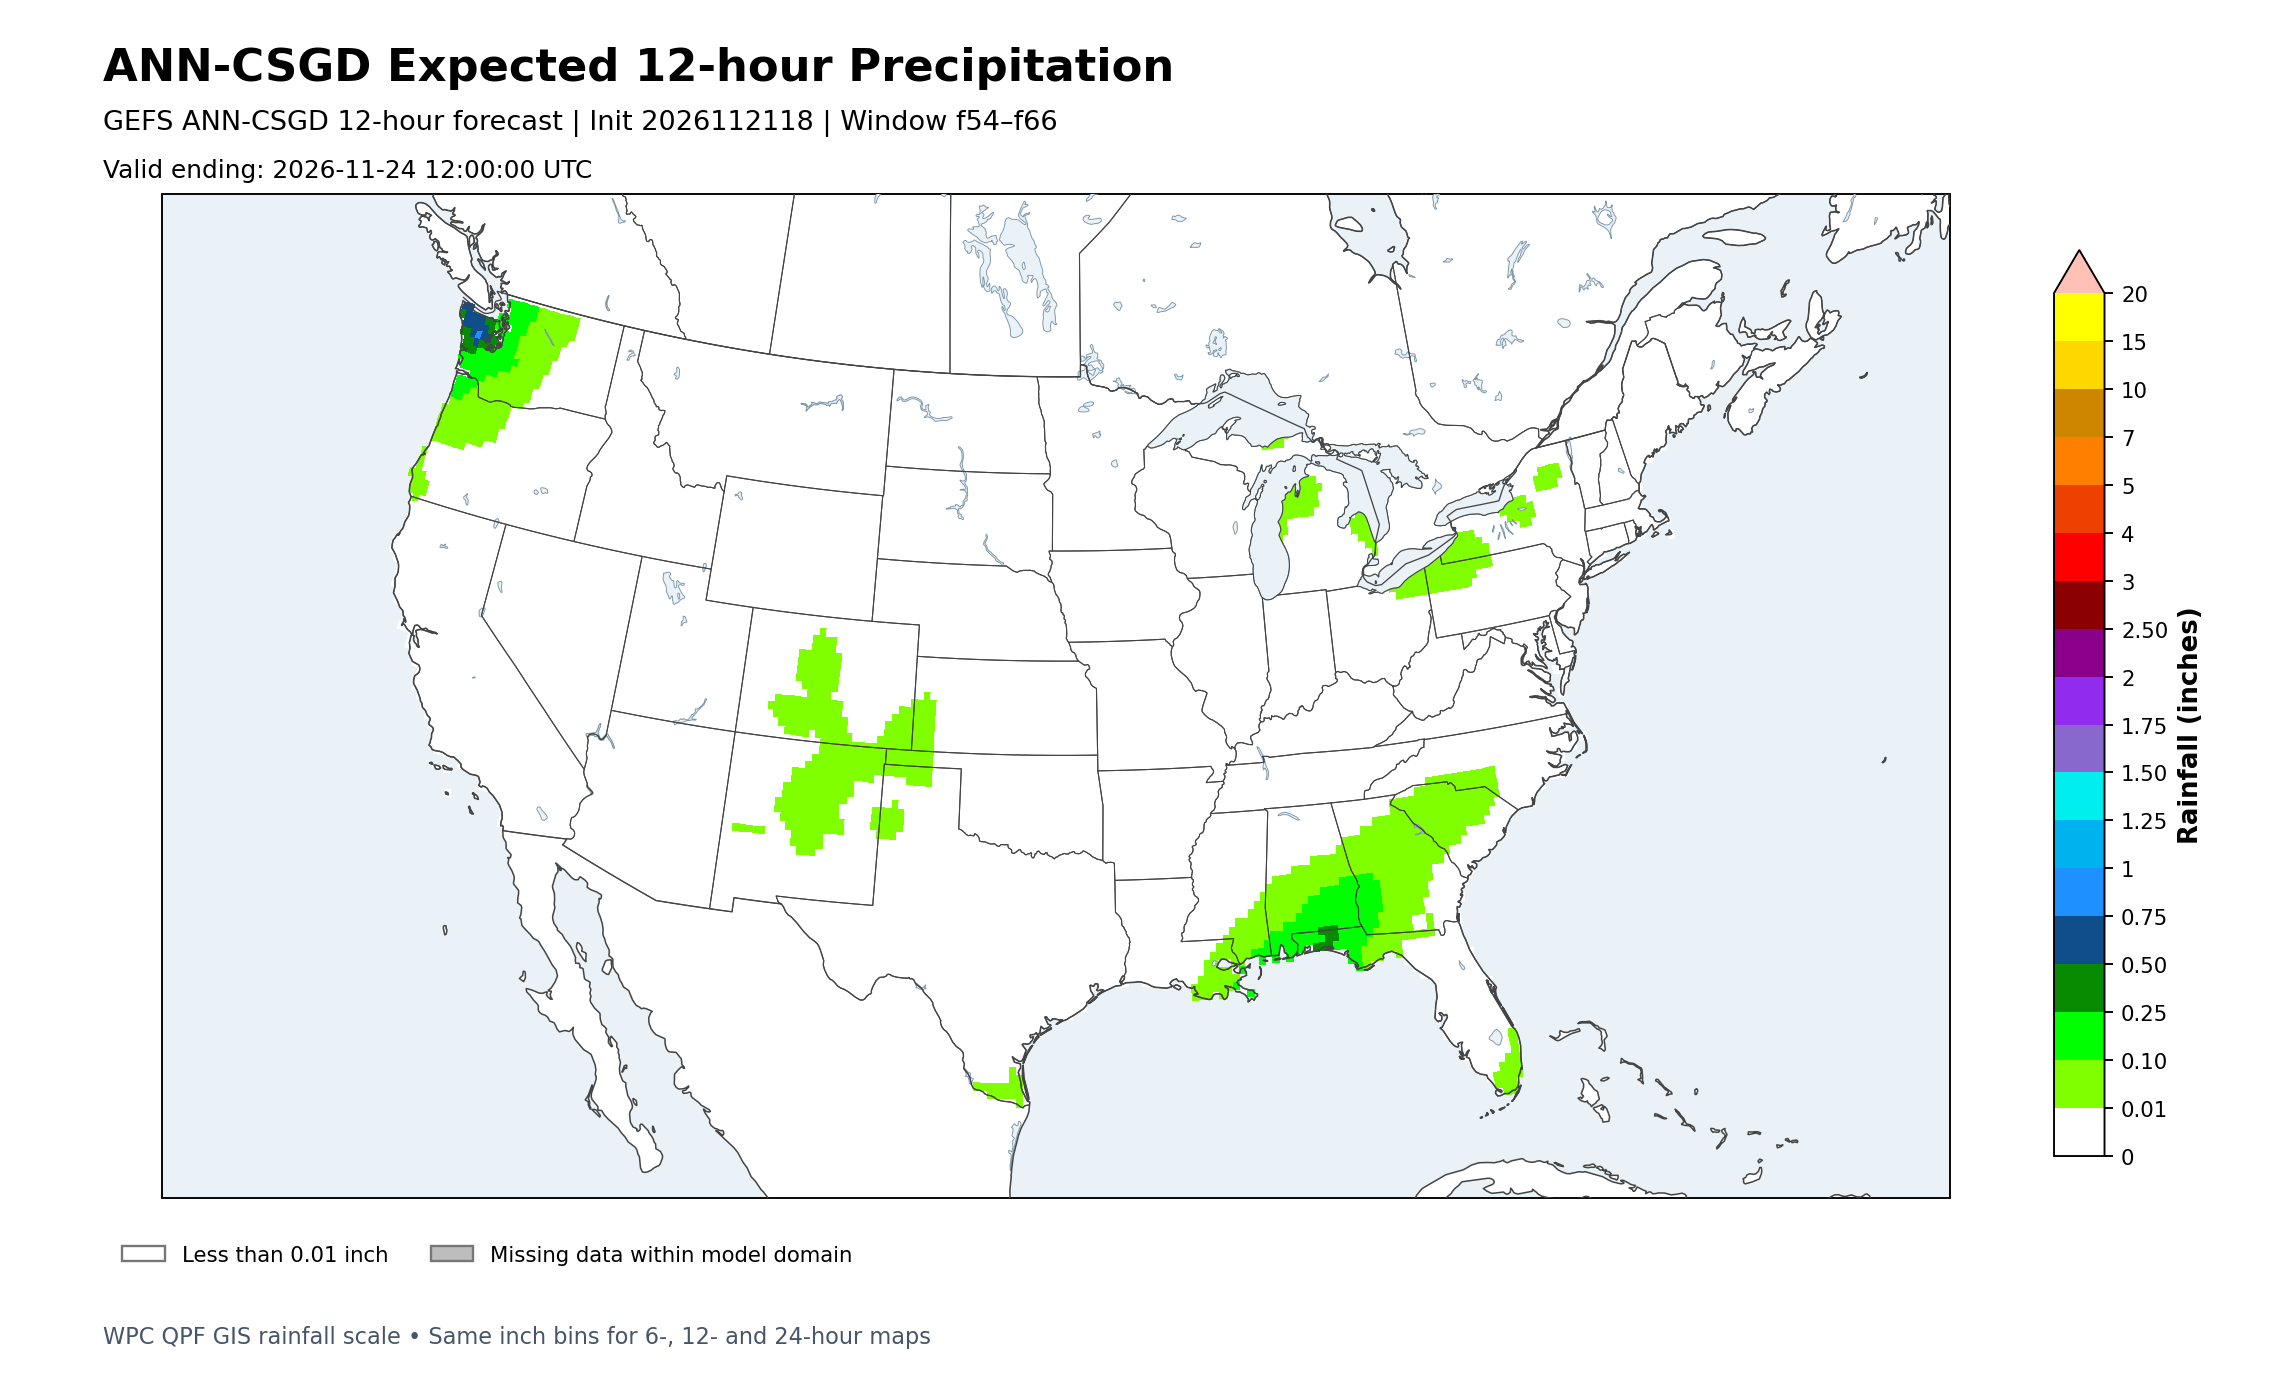 ANN-CSGD Expected 12-hour Precipitation
GEFS ANN-CSGD 12-hour forecast | Init 2026112118 | Window f54–f66
Valid ending: 2026-11-24 12:00:00 UTC
20
15
10
7
5
4
3
2.50
2
1.75
1.50
1.25
1
0.75
0.50
0.25
0.10
0.01
0
Rainfall (inches)
Less than 0.01 inch
Missing data within model domain
WPC QPF GIS rainfall scale • Same inch bins for 6-, 12- and 24-hour maps